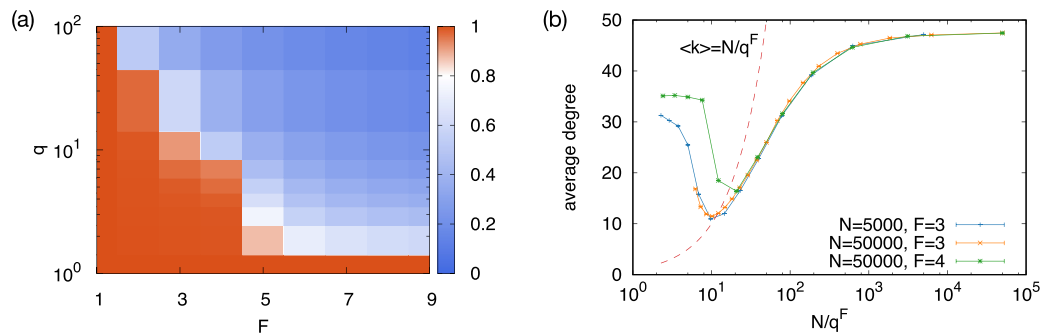 (a)
10²
10¹
10⁰
q
1 3 5 7 9
F
1
0.8
0.6
0.4
0.2
0
(b)
50
40
30
20
10
0
average degree
<k>=N/q^F
N=5000, F=3
N=50000, F=3
N=50000, F=4
10⁰ 10¹ 10² 10³ 10⁴ 10⁵
N/q^F